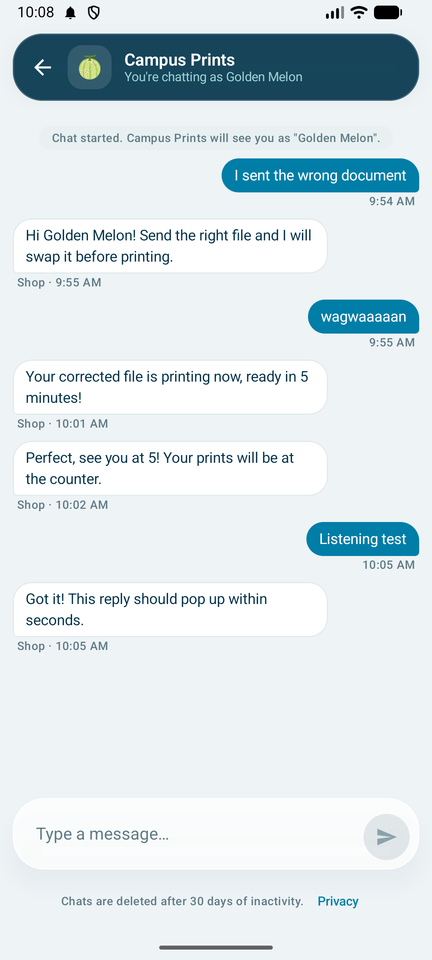 10:08
Campus Prints
You're chatting as Golden Melon
Chat started. Campus Prints will see you as "Golden Melon".
I sent the wrong document
9:54 AM
Hi Golden Melon! Send the right file and I will
swap it before printing.
Shop · 9:55 AM
wagwaaaaan
9:55 AM
Your corrected file is printing now, ready in 5
minutes!
Shop · 10:01 AM
Perfect, see you at 5! Your prints will be at
the counter.
Shop · 10:02 AM
Listening test
10:05 AM
Got it! This reply should pop up within
seconds.
Shop · 10:05 AM
Type a message…
Chats are deleted after 30 days of inactivity. Privacy